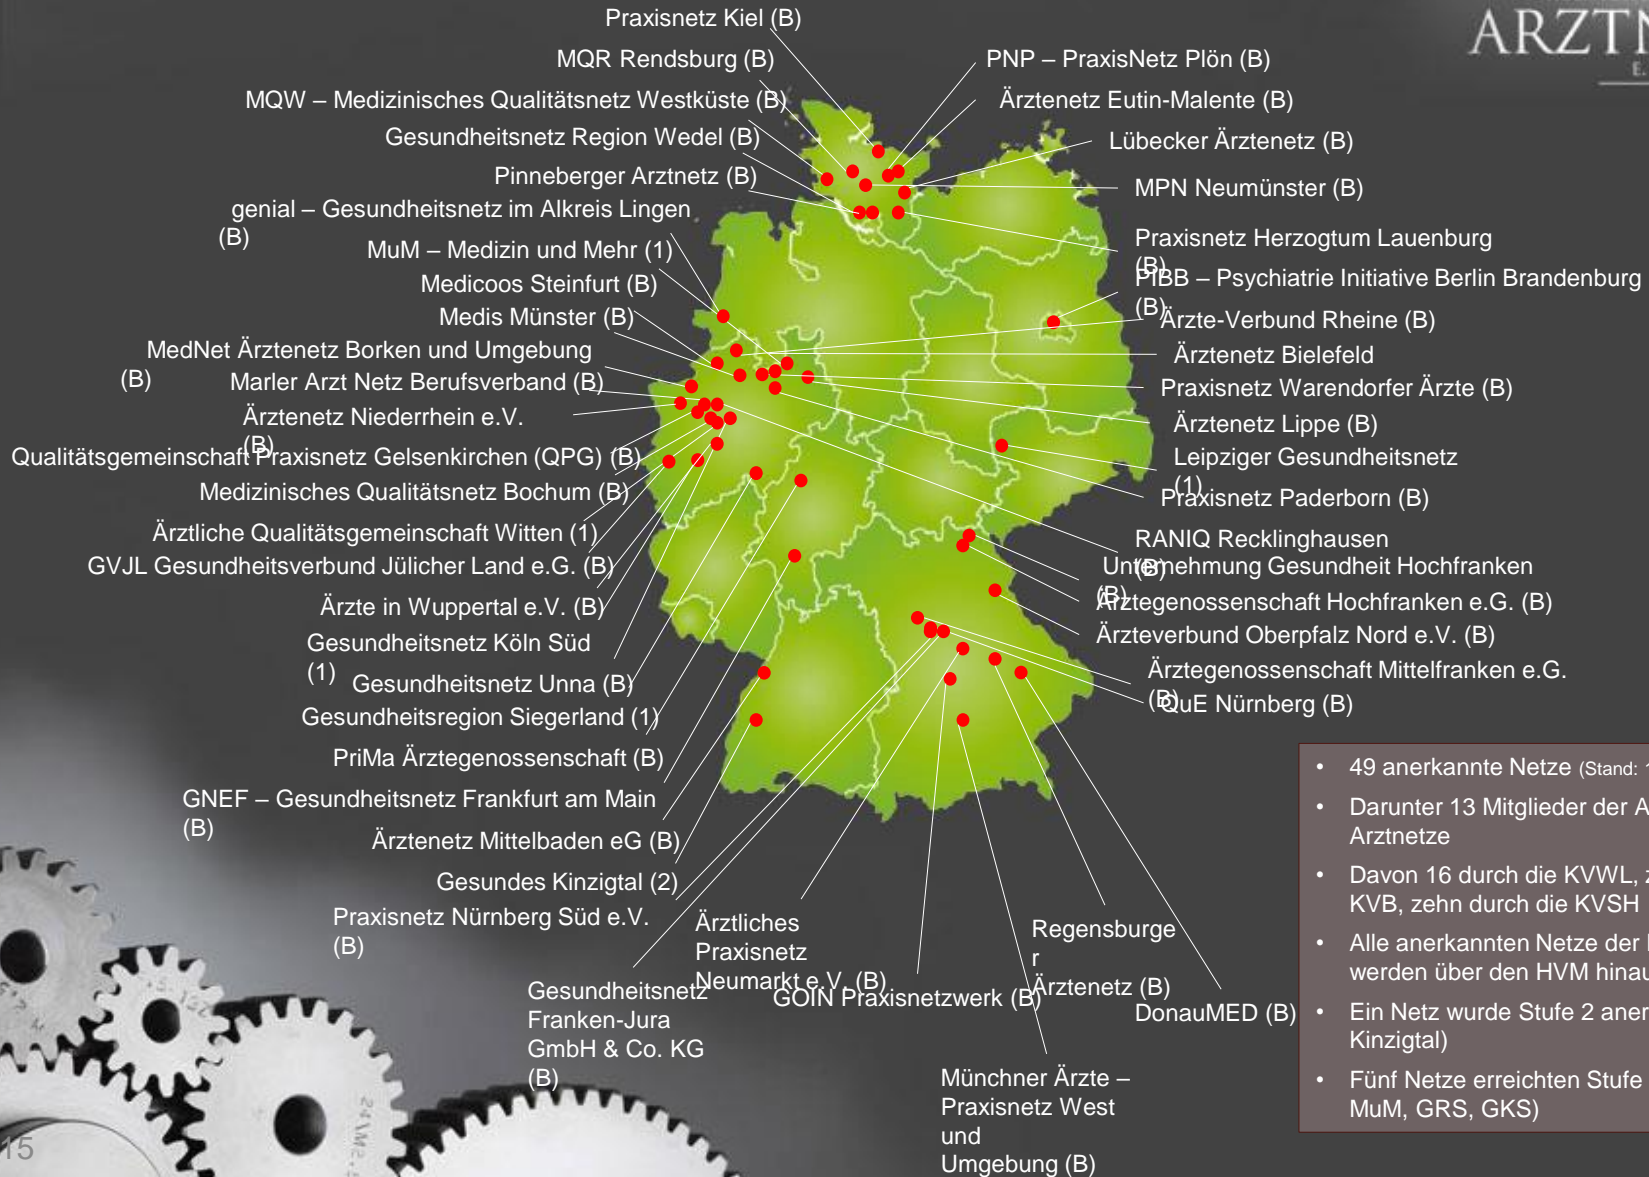 ARZTN
E.
Praxisnetz Kiel (B)
MQR Rendsburg (B)
MQW – Medizinisches Qualitätsnetz Westküste (B)
Gesundheitsnetz Region Wedel (B)
Pinneberger Arztnetz (B)
genial – Gesundheitsnetz im Alkreis Lingen
(B)
MuM – Medizin und Mehr (1)
Medicoos Steinfurt (B)
Medis Münster (B)
MedNet Ärztenetz Borken und Umgebung
(B)
Marler Arzt Netz Berufsverband (B)
Ärztenetz Niederrhein e.V.
(B)
Qualitätsgemeinschaft Praxisnetz Gelsenkirchen (QPG) (B)
Medizinisches Qualitätsnetz Bochum (B)
Ärztliche Qualitätsgemeinschaft Witten (1)
GVJL Gesundheitsverbund Jülicher Land e.G. (B)
Ärzte in Wuppertal e.V. (B)
Gesundheitsnetz Köln Süd
(1)
Gesundheitsnetz Unna (B)
Gesundheitsregion Siegerland (1)
PriMa Ärztegenossenschaft (B)
GNEF – Gesundheitsnetz Frankfurt am Main
(B)
Ärztenetz Mittelbaden eG (B)
Gesundes Kinzigtal (2)
Praxisnetz Nürnberg Süd e.V.
(B)
Gesundheitsnetz
Franken-Jura
GmbH & Co. KG
(B)
Ärztliches
Praxisnetz
Neumarkt e.V. (B)
GOIN Praxisnetzwerk (B)
Münchner Ärzte –
Praxisnetz West
und
Umgebung (B)
Regensburge
r
Ärztenetz (B)
DonauMED (B)
PNP – PraxisNetz Plön (B)
Ärztenetz Eutin-Malente (B)
Lübecker Ärztenetz (B)
MPN Neumünster (B)
Praxisnetz Herzogtum Lauenburg
(B)
PIBB – Psychiatrie Initiative Berlin Brandenburg
(B)
Ärzte-Verbund Rheine (B)
Ärztenetz Bielefeld
Praxisnetz Warendorfer Ärzte (B)
Ärztenetz Lippe (B)
Leipziger Gesundheitsnetz
(1)
Praxisnetz Paderborn (B)
RANIQ Recklinghausen
(B)
Unternehmung Gesundheit Hochfranken
(B)
Ärztegenossenschaft Hochfranken e.G. (B)
Ärzteverbund Oberpfalz Nord e.V. (B)
Ärztegenossenschaft Mittelfranken e.G.
(B)
QuE Nürnberg (B)
• 49 anerkannte Netze (Stand: 1
• Darunter 13 Mitglieder der A
Arztnetze
• Davon 16 durch die KVWL, z
KVB, zehn durch die KVSH
• Alle anerkannten Netze der
werden über den HVM hinau
• Ein Netz wurde Stufe 2 aner
Kinzigtal)
• Fünf Netze erreichten Stufe
MuM, GRS, GKS)
15